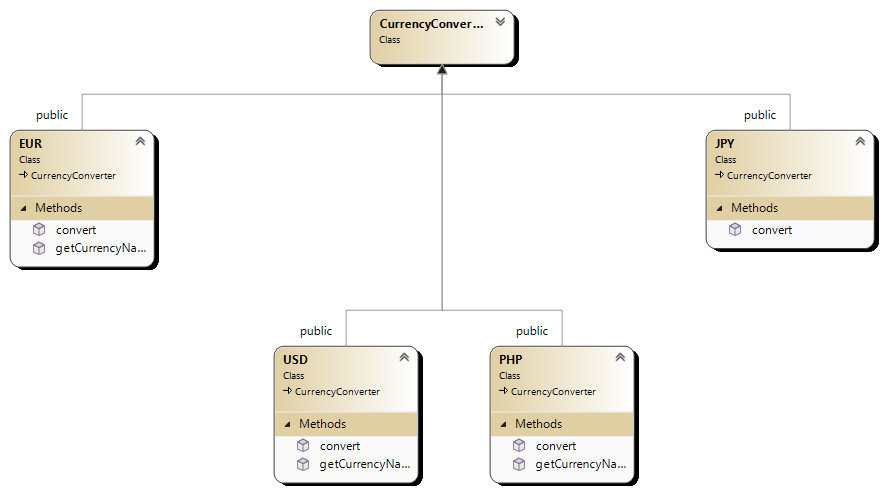 CurrencyConver...
Class
public
EUR
Class
CurrencyConverter
Methods
convert
getCurrencyNa...
public
JPY
Class
CurrencyConverter
Methods
convert
public
USD
Class
CurrencyConverter
Methods
convert
getCurrencyNa...
public
PHP
Class
CurrencyConverter
Methods
convert
getCurrencyNa...